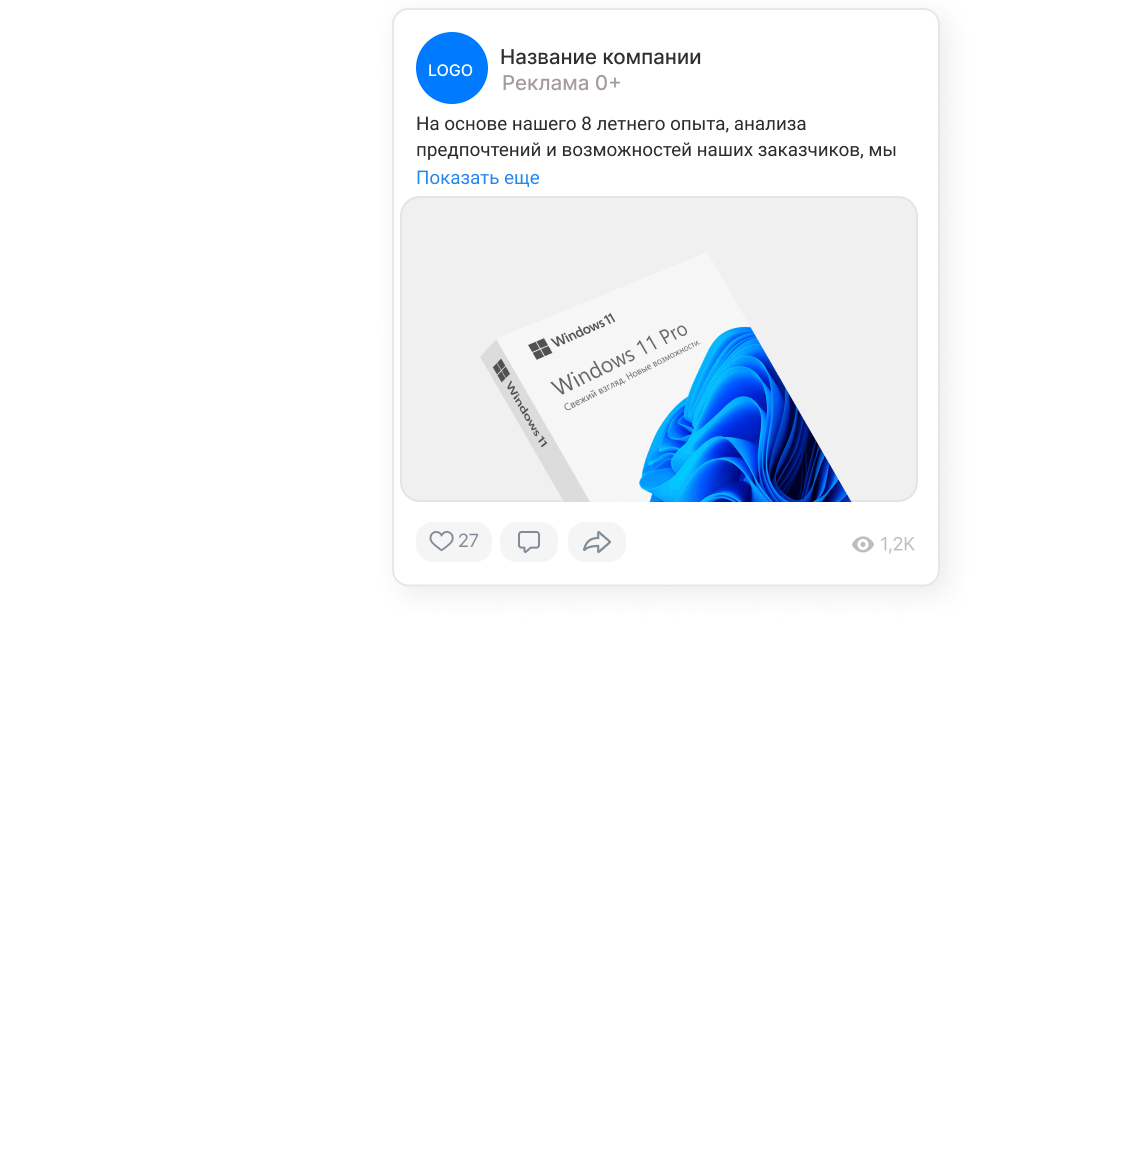 LOGO
Название компании
Реклама 0+
На основе нашего 8 летнего опыта, анализа
предпочтений и возможностей наших заказчиков, мы
Показать еще
Windows 11
Windows 11 Pro
Свежий взгляд. Новые возможности.
Windows 11
27
1,2K